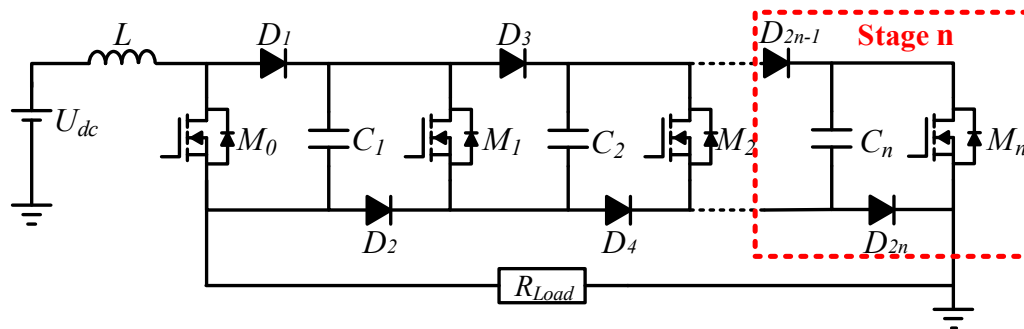 L
D1
D3
D2n-1
Stage n
Udc
M0
C1
M1
C2
M2
Cn
Mn
D2
D4
D2n
RLoad